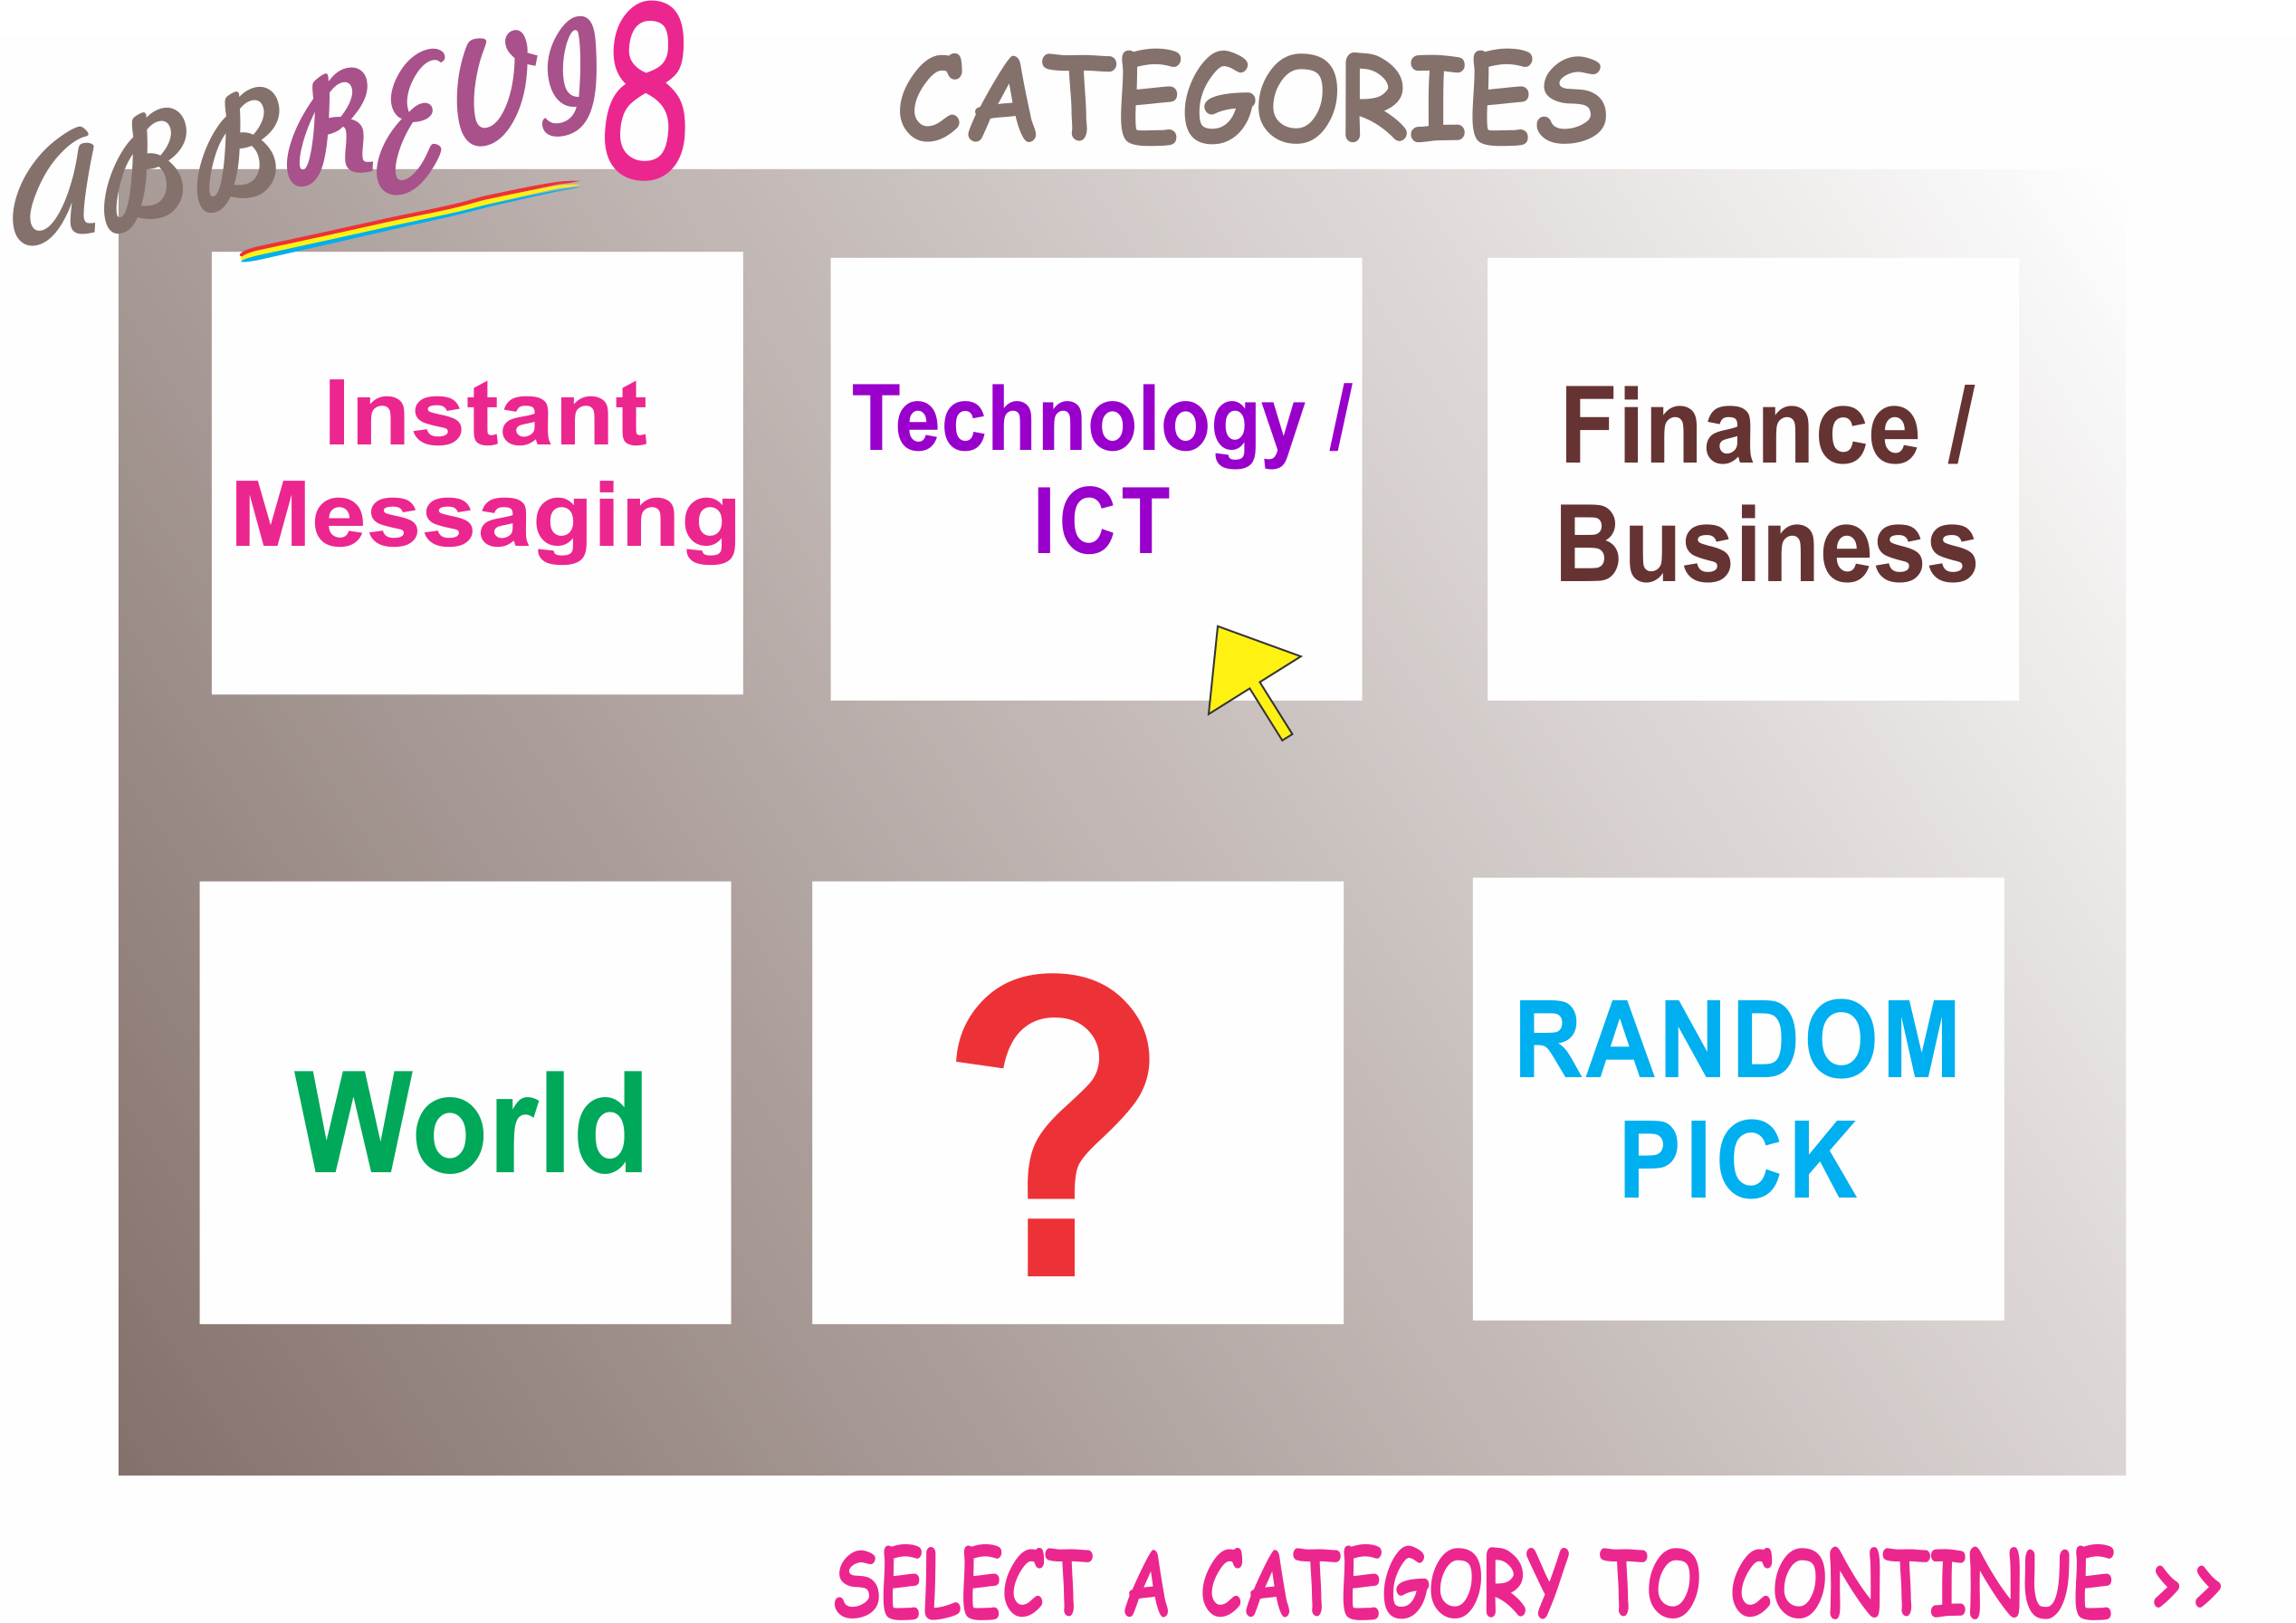 aBBREVI8
CATEGORIES
Instant
Messaging
Technology /
ICT
Finance /
Business
World
?
RANDOM
PICK
SELECT A CATEGORY TO CONTINUE >>